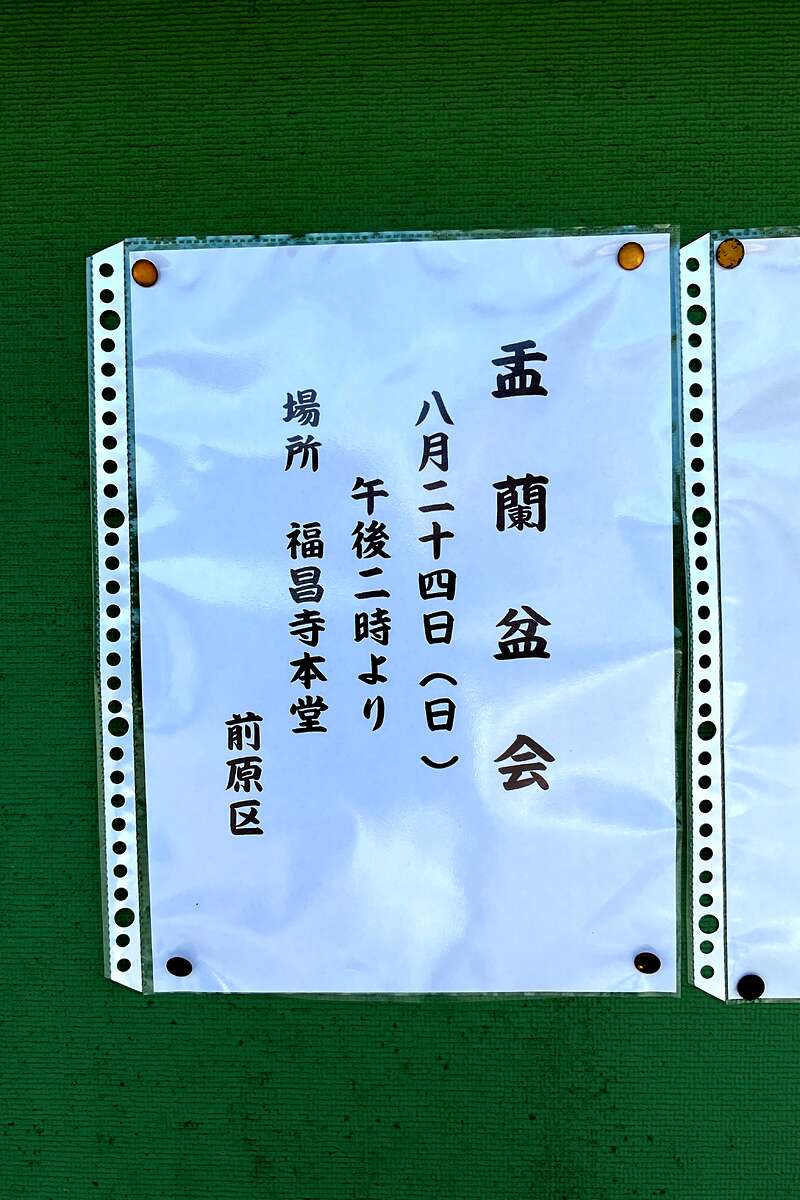 盂蘭盆会
八月二十四日(日)
午後二時より
場所 福昌寺本堂
前原区